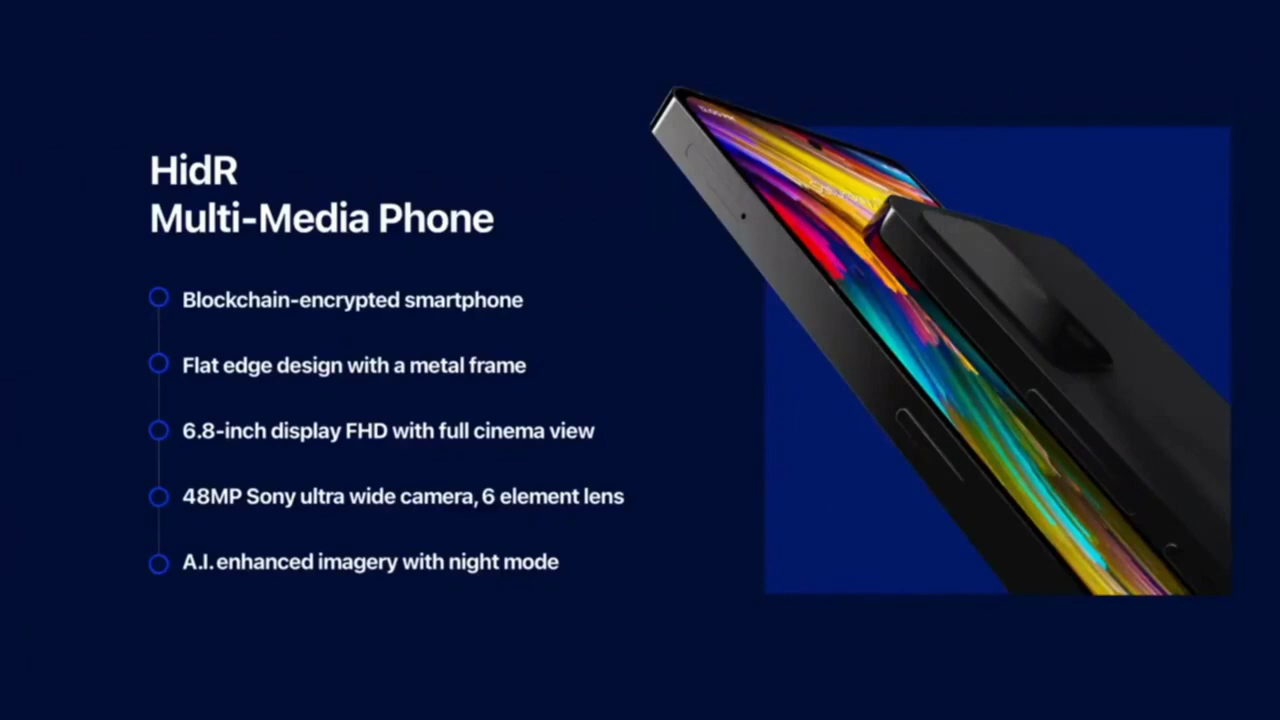 HidR
Multi-Media Phone
Blockchain-encrypted smartphone
Flat edge design with a metal frame
6.8-inch display FHD with full cinema view
48MP Sony ultra wide camera, 6 element lens
A.I. enhanced imagery with night mode